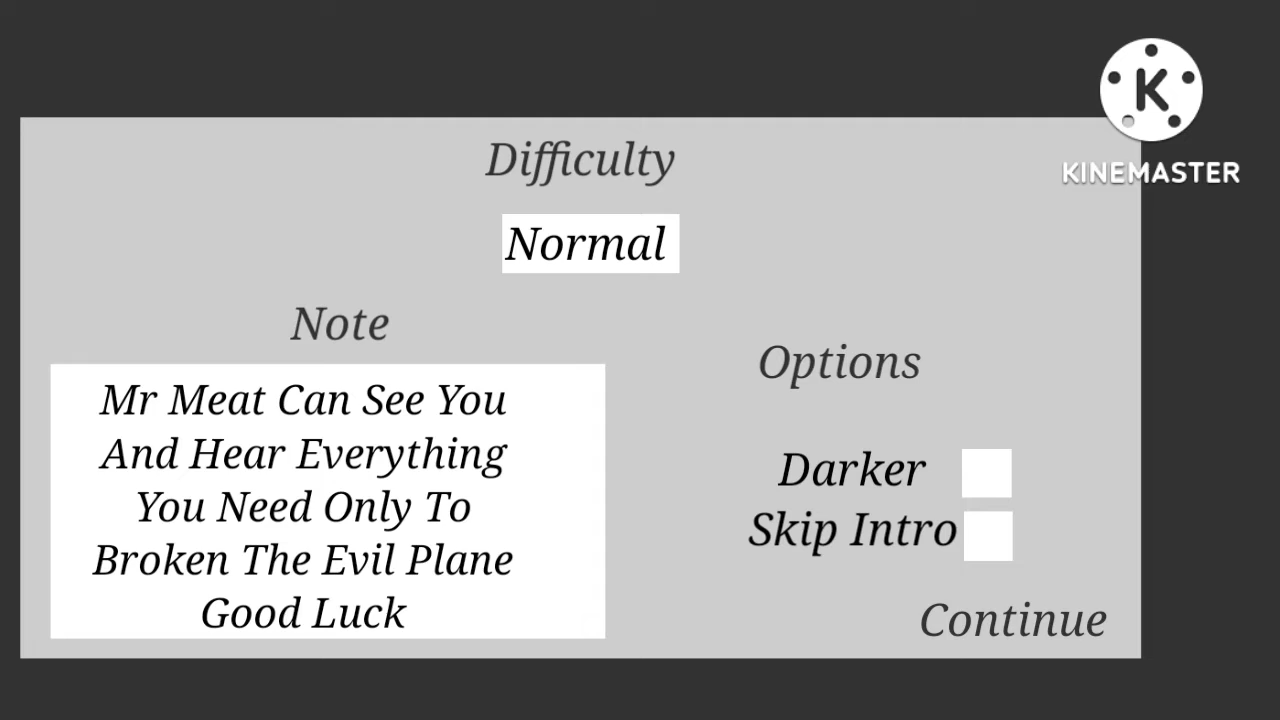 K
KINEMASTER
Difficulty
Normal
Note
Mr Meat Can See You
And Hear Everything
You Need Only To
Broken The Evil Plane
Good Luck
Options
Darker
Skip Intro
Continue